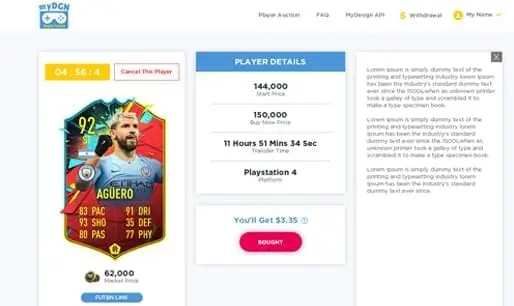 myDGN
Player Auction
FAQ
MyDesign API
$ Withdrawal
My Name
04 : 56 : 4
Cancel This Player
92
ST
AGÜERO
83 PAC 91 DRI
93 SHO 35 DEF
80 PAS 77 PHY
62,000
Market Price
FUTBIN LINK
PLAYER DETAILS
144,000
Start Price
150,000
Buy Now Price
11 Hours 51 Mins 34 Sec
Transfer Time
Playstation 4
Platform
You'll Get $3.35 ?
BOUGHT
X
Lorem Ipsum is simply dummy text of the
printing and typesetting industry lorem Ipsum
has been the industry's standard dummy text
ever since the 1500s,when an unknown printer
took a galley of type and scrambled it to
make a type specimen book.
Lorem Ipsum is simply dummy text of the
printing and typesetting industry Lorem
Ipsum has been the industry's standard
dummy text ever since the 1500s,when an
unknown printer took a galley of type and
scrambled it to make a type specimen book.
Lorem Ipsum is simply dummy text of the
printing and typesetting industry Lorem
Ipsum has been the industry's standard
dummy text.